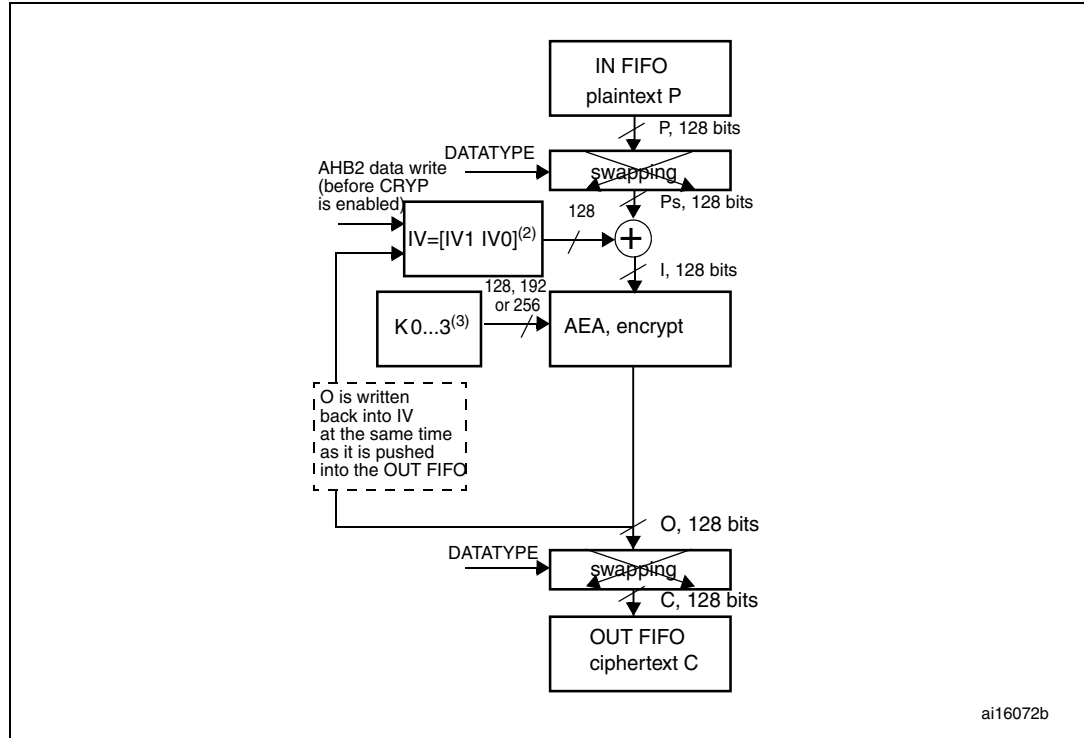 IN FIFO
plaintext P
P, 128 bits
DATATYPE
swapping
AHB2 data write
(before CRYP
is enabled)
Ps, 128 bits
128
IV=[IV1 IV0](2)
+
I, 128 bits
128, 192
or 256
K 0...3(3)
AEA, encrypt
O is written
back into IV
at the same time
as it is pushed
into the OUT FIFO
O, 128 bits
DATATYPE
swapping
C, 128 bits
OUT FIFO
ciphertext C
ai16072b